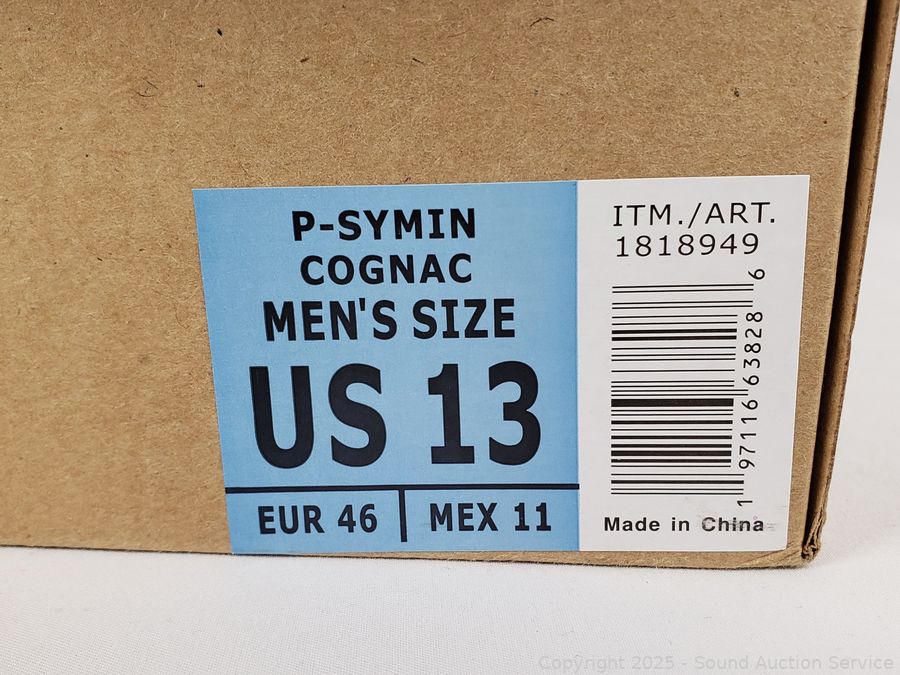 P-SYMIN
COGNAC
MEN'S SIZE
US 13
EUR 46
MEX 11
ITM./ART.
1818949
1 97116 63828 6
Made in China
Copyright 2025 - Sound Auction Service